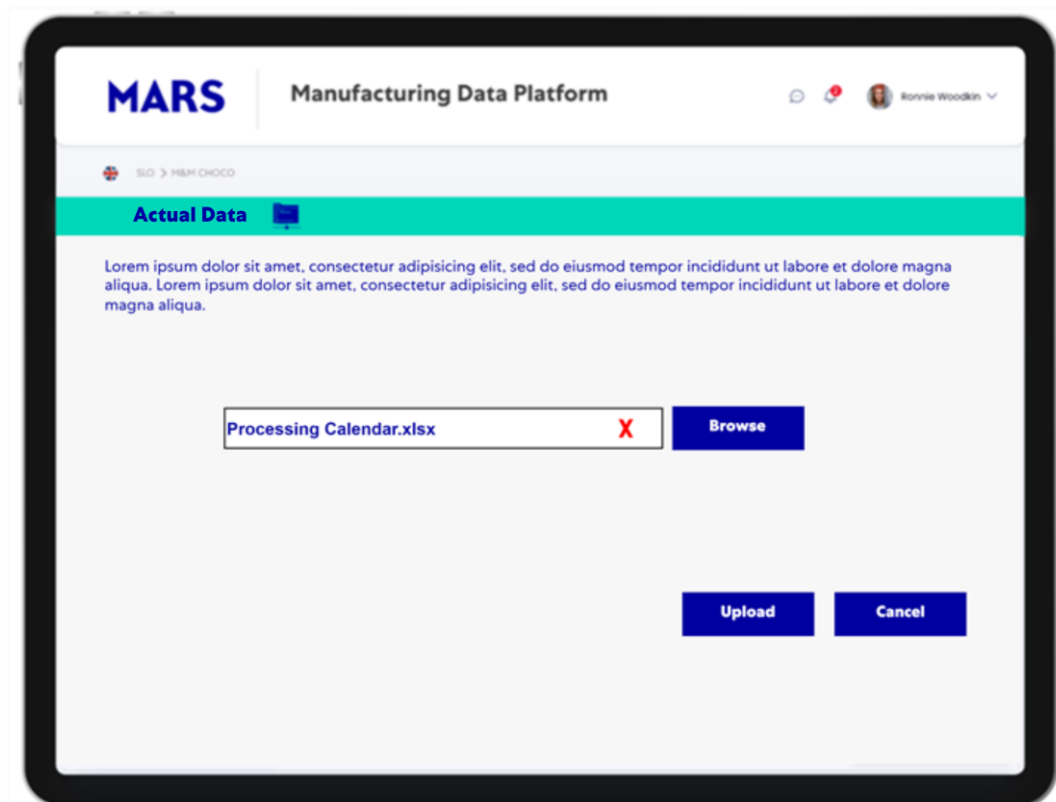 MARS
Manufacturing Data Platform
2
Ronnie Woodkin
SLO > M&M CHOCO
Actual Data
Lorem ipsum dolor sit amet, consectetur adipisicing elit, sed do eiusmod tempor incididunt ut labore et dolore magna
aliqua. Lorem ipsum dolor sit amet, consectetur adipisicing elit, sed do eiusmod tempor incididunt ut labore et dolore
magna aliqua.
Processing Calendar.xlsx X
Browse
Upload
Cancel